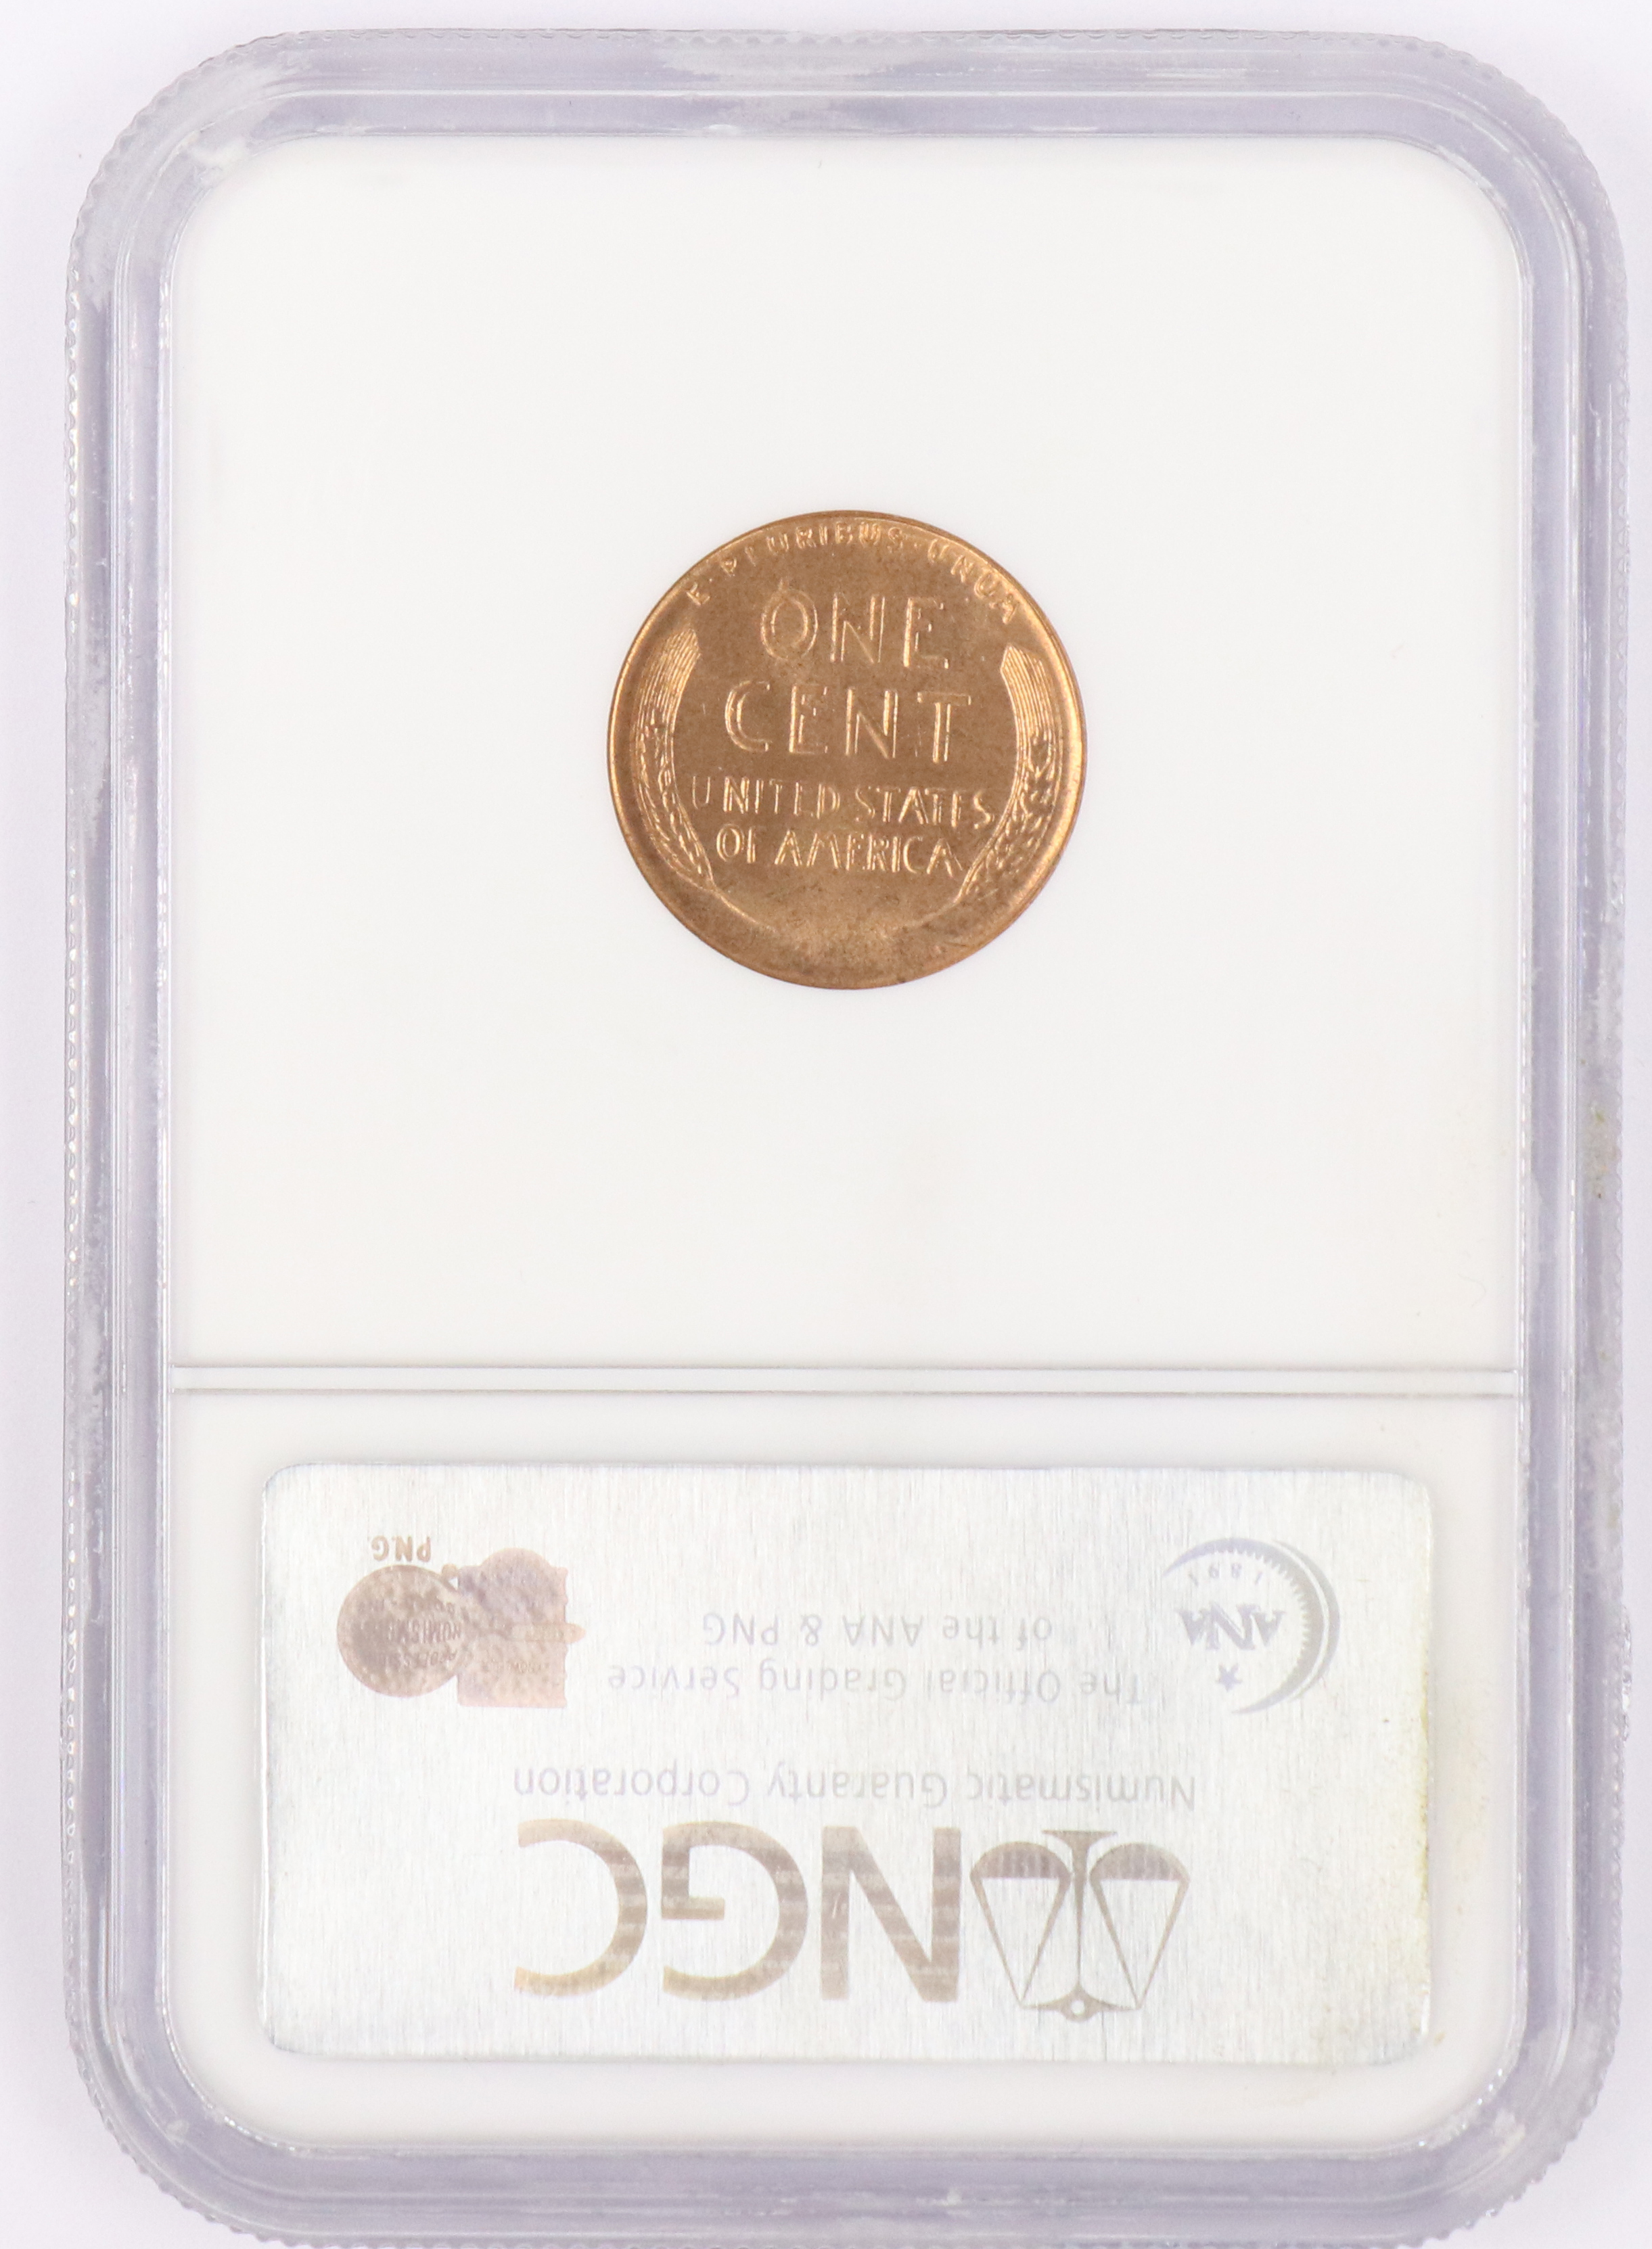 E·PLURIBUS·UNUM
ONE
CENT
UNITED STATES
OF AMERICA
NGC
Numismatic Guaranty Corporation
The Official Grading Service
of the ANA & PNG
ANA
1891
PNG